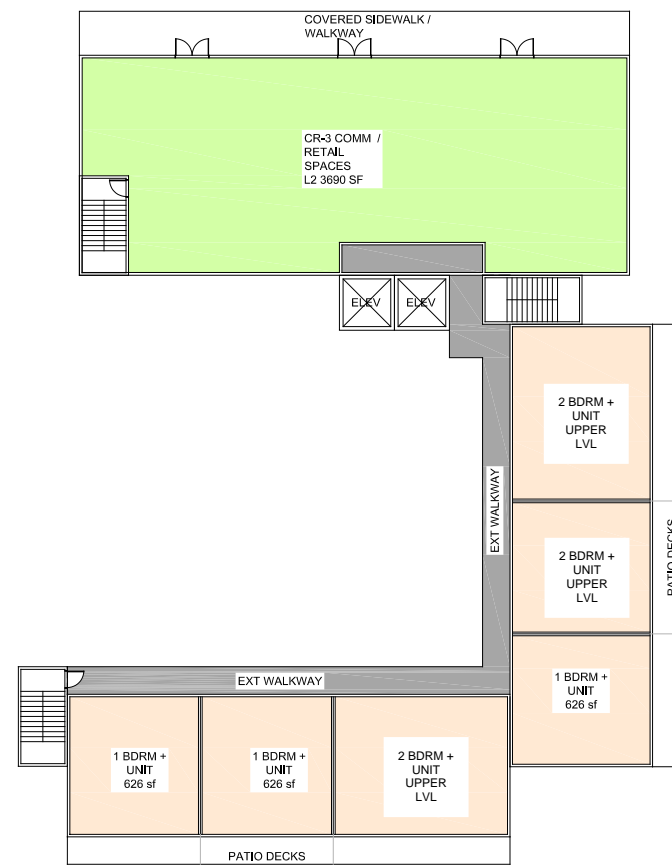 COVERED SIDEWALK /
WALKWAY
CR-3 COMM /
RETAIL
SPACES
L2 3690 SF
ELEV
ELEV
2 BDRM +
UNIT
UPPER
LVL
EXT WALKWAY
PATIO DECKS
2 BDRM +
UNIT
UPPER
LVL
1 BDRM +
UNIT
626 sf
EXT WALKWAY
1 BDRM +
UNIT
626 sf
1 BDRM +
UNIT
626 sf
2 BDRM +
UNIT
UPPER
LVL
PATIO DECKS